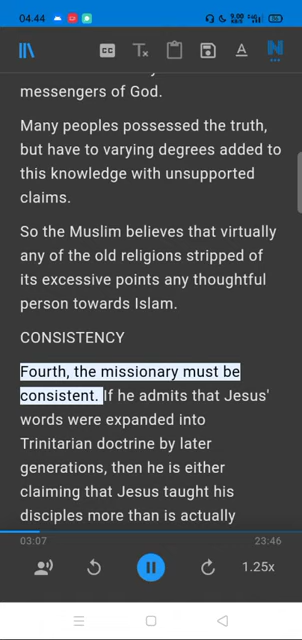 04.44
9.00
KB/S
CC
messengers of God.
Many peoples possessed the truth,
but have to varying degrees added to
this knowledge with unsupported
claims.
So the Muslim believes that virtually
any of the old religions stripped of
its excessive points any thoughtful
person towards Islam.
CONSISTENCY
Fourth, the missionary must be
consistent. If he admits that Jesus'
words were expanded into
Trinitarian doctrine by later
generations, then he is either
claiming that Jesus taught his
disciples more than is actually
03:07
23:46
1.25x